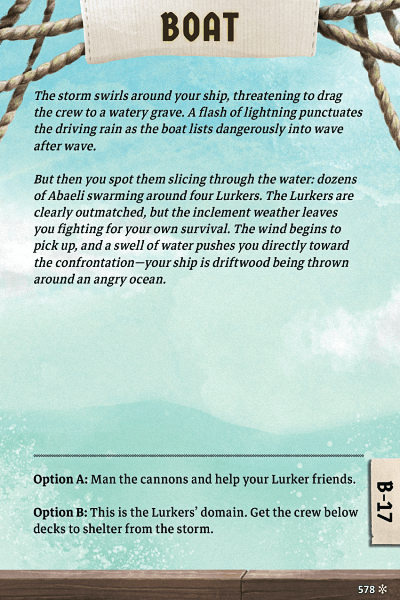 BOAT
The storm swirls around your ship, threatening to drag
the crew to a watery grave. A flash of lightning punctuates
the driving rain as the boat lists dangerously into wave
after wave.
But then you spot them slicing through the water: dozens
of Abaeli swarming around four Lurkers. The Lurkers are
clearly outmatched, but the inclement weather leaves
you fighting for your own survival. The wind begins to
pick up, and a swell of water pushes you directly toward
the confrontation—your ship is driftwood being thrown
around an angry ocean.
Option A: Man the cannons and help your Lurker friends.
Option B: This is the Lurkers' domain. Get the crew below
decks to shelter from the storm.
B-17
578